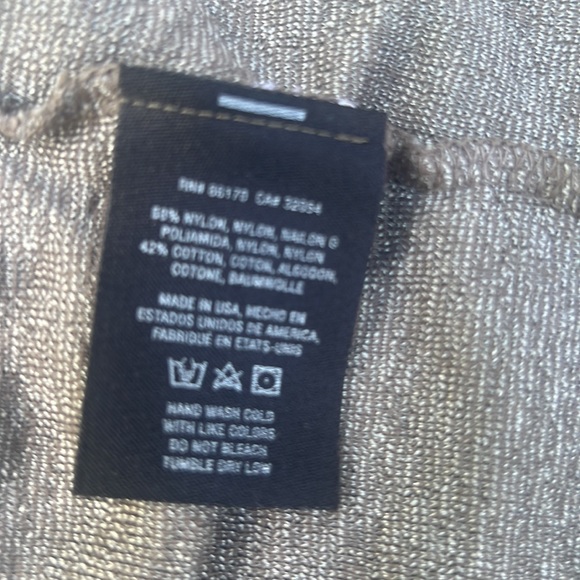 RN# 66179 CA# 32054
58% NYLON, NYLON, NAILON O
POLIAMIDA, NYLON, NYLON
42% COTTON, COTON, ALGODON,
COTONE, BAUMWOLLE
MADE IN USA, HECHO EN
ESTADOS UNIDOS DE AMERICA,
FABRIQUE EN ETATS-UNIS
HAND WASH COLD
WITH LIKE COLORS
DO NOT BLEACH
TUMBLE DRY LOW